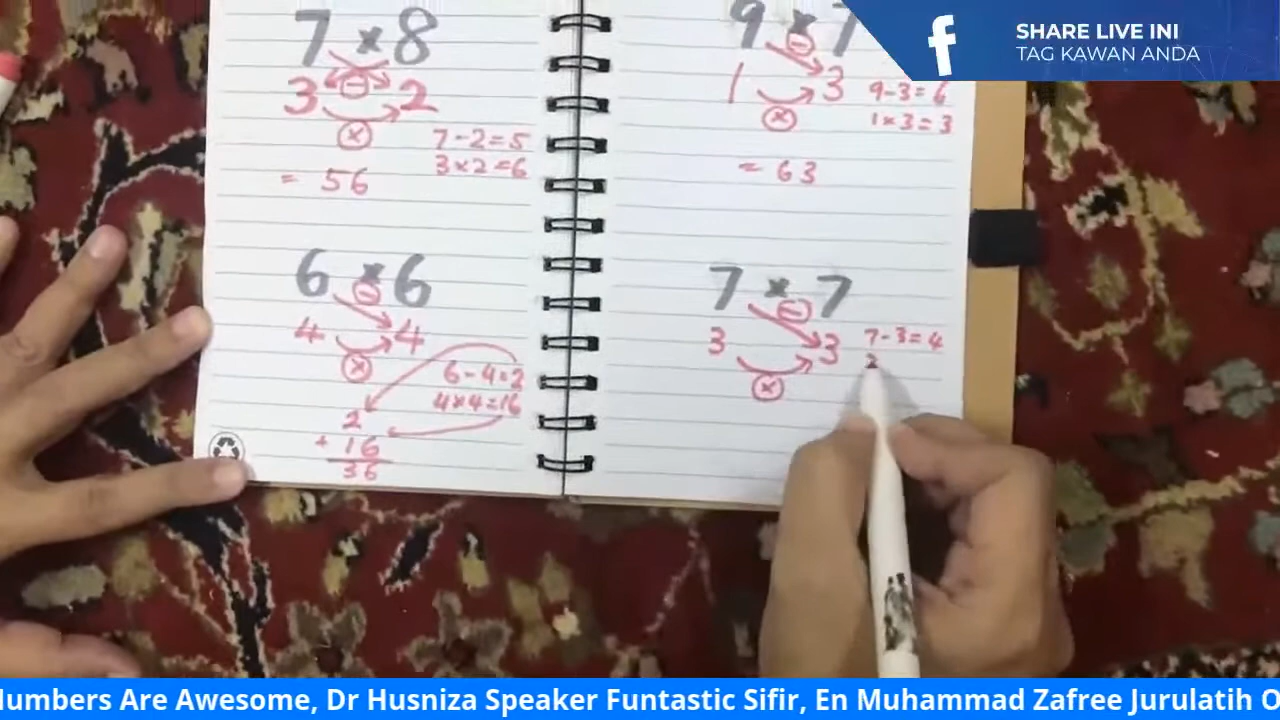 7 × 8
−
3 2
×
7 - 2 = 5
3 × 2 = 6
= 56
6 × 6
−
4 4
×
6 - 4 = 2
4 × 4 = 16
2
+ 16
36
9 × 7
−
1 3
×
9 - 3 = 6
1 × 3 = 3
= 63
7 × 7
−
3 3
×
7 - 3 = 4
f
SHARE LIVE INI
TAG KAWAN ANDA
Numbers Are Awesome, Dr Husniza Speaker Funtastic Sifir, En Muhammad Zafree Jurulatih